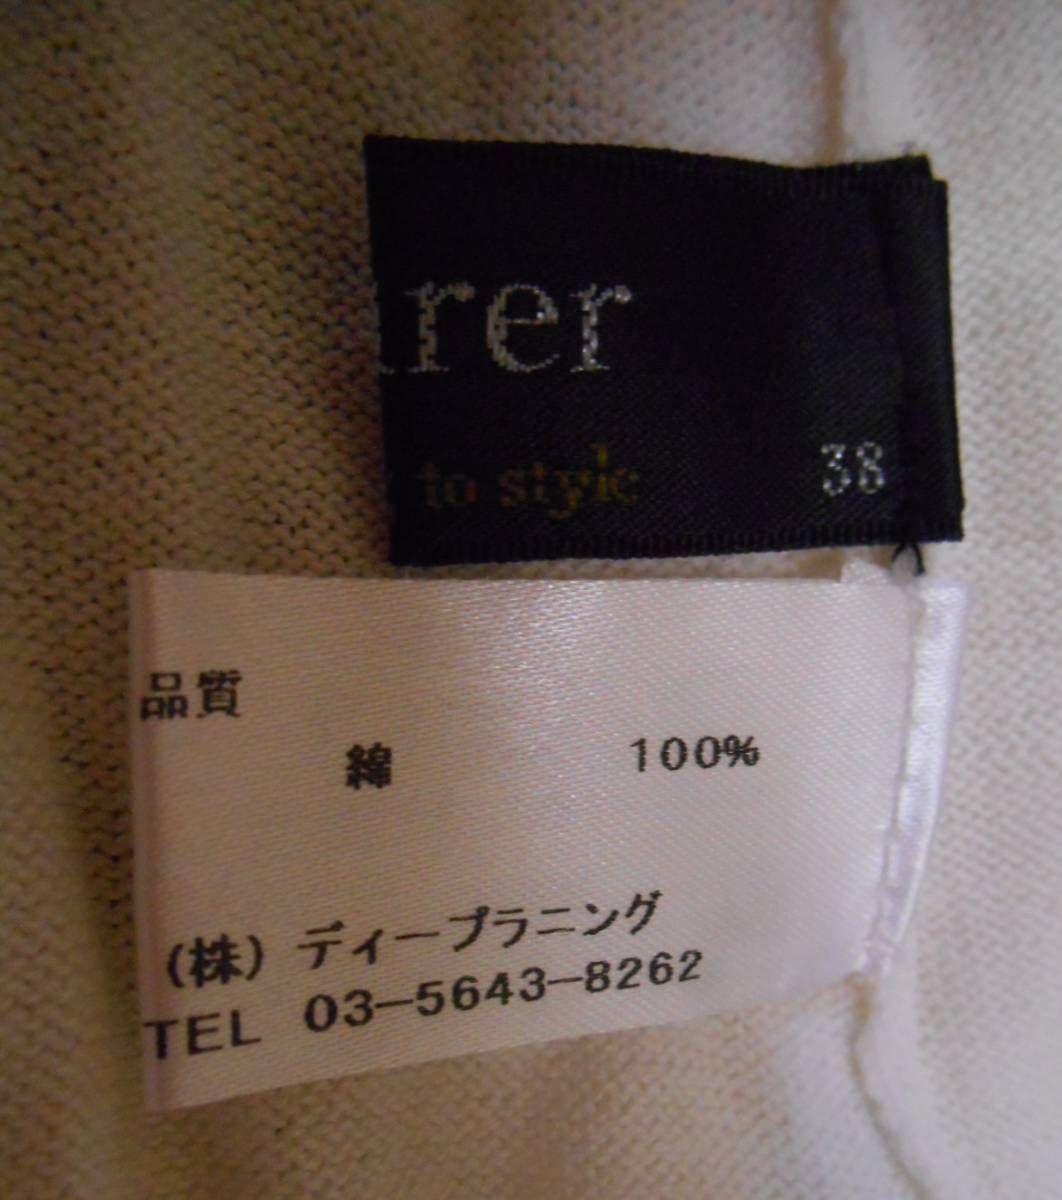 rer
to style
38
品質
綿 100%
(株) ディープラニング
TEL 03-5643-8262